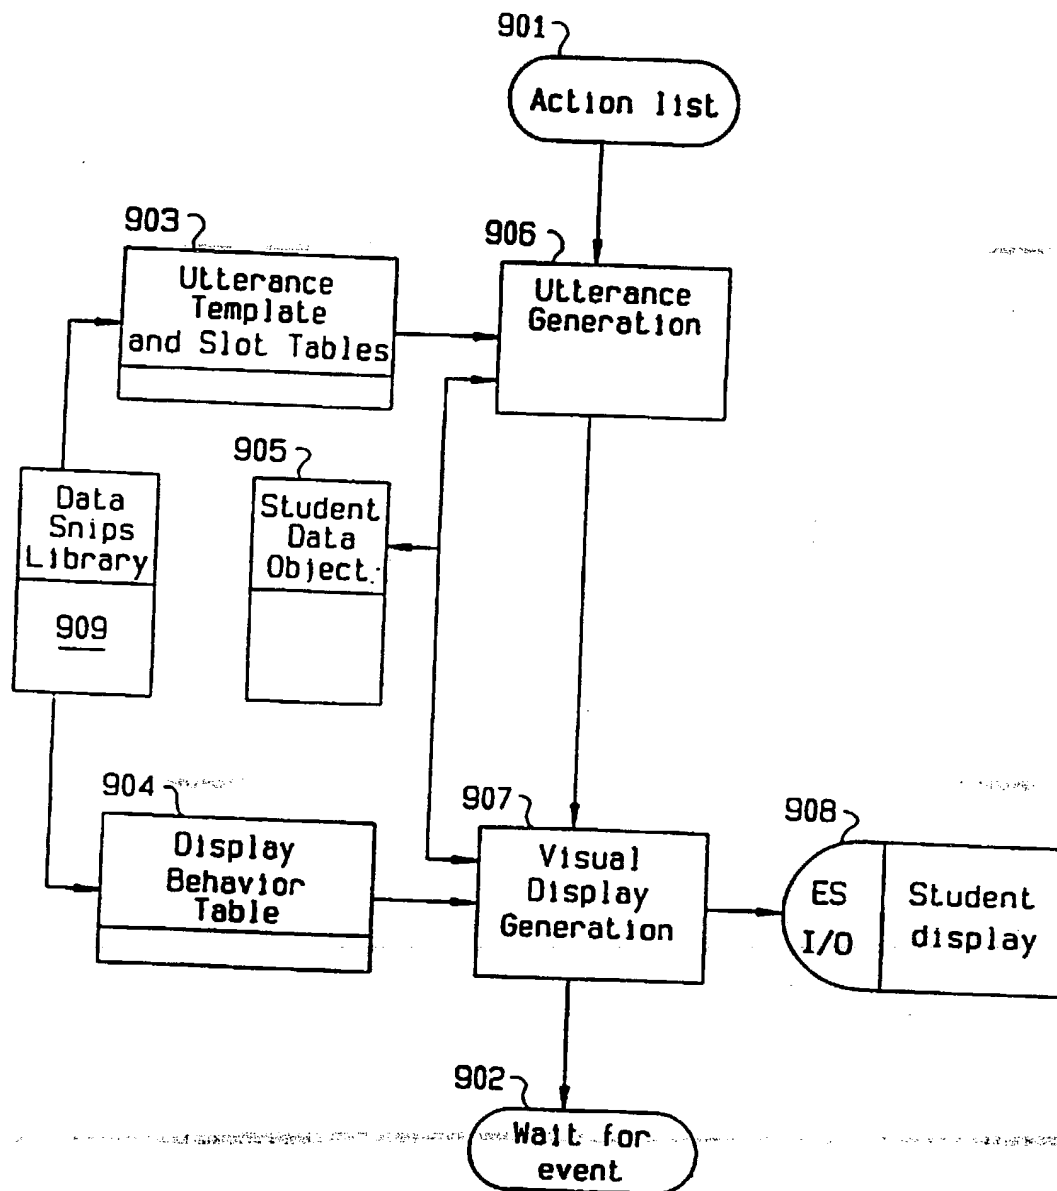 901
Action list
903
Utterance
Template
and Slot Tables
906
Utterance
Generation
905
Student
Data
Object
Data
Snips
Library
909
904
Display
Behavior
Table
907
Visual
Display
Generation
908
ES
I/O
Student
display
902
Wait for
event